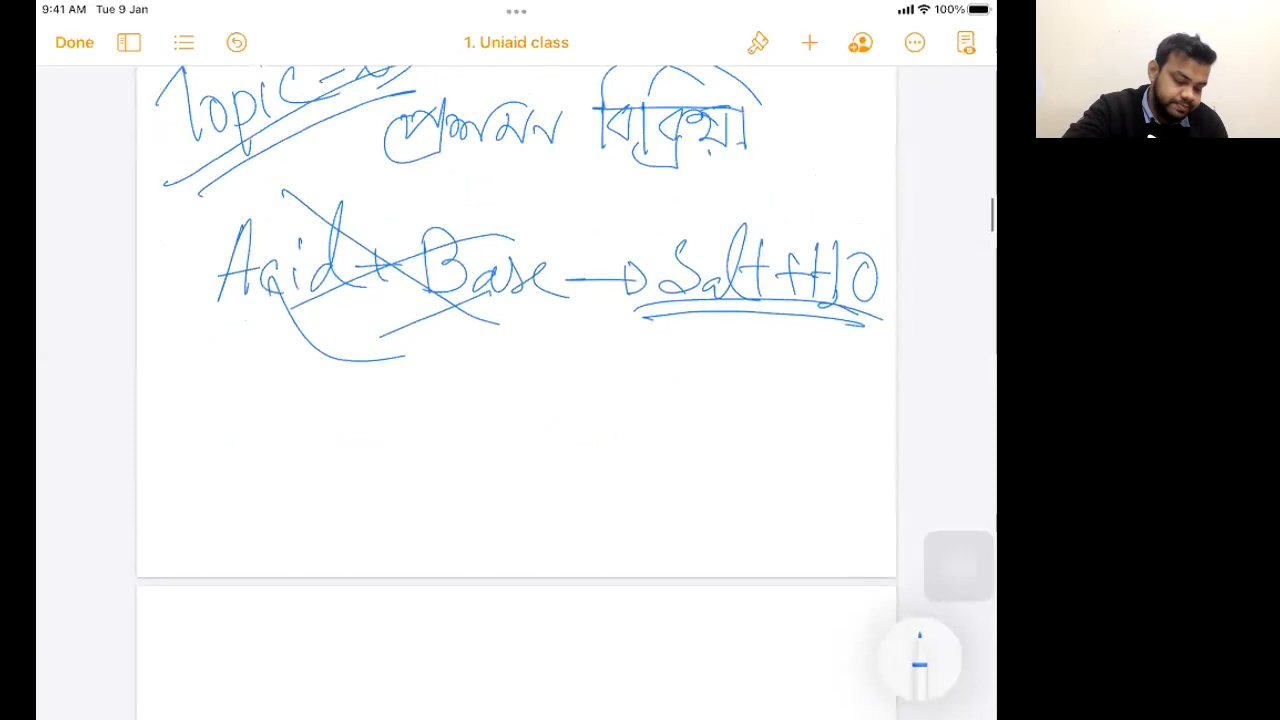 9:41 AM Tue 9 Jan
100%
Done
1. Uniaid class
Topic-
প্রশমন বিক্রিয়া
Acid + Base → Salt + H2O